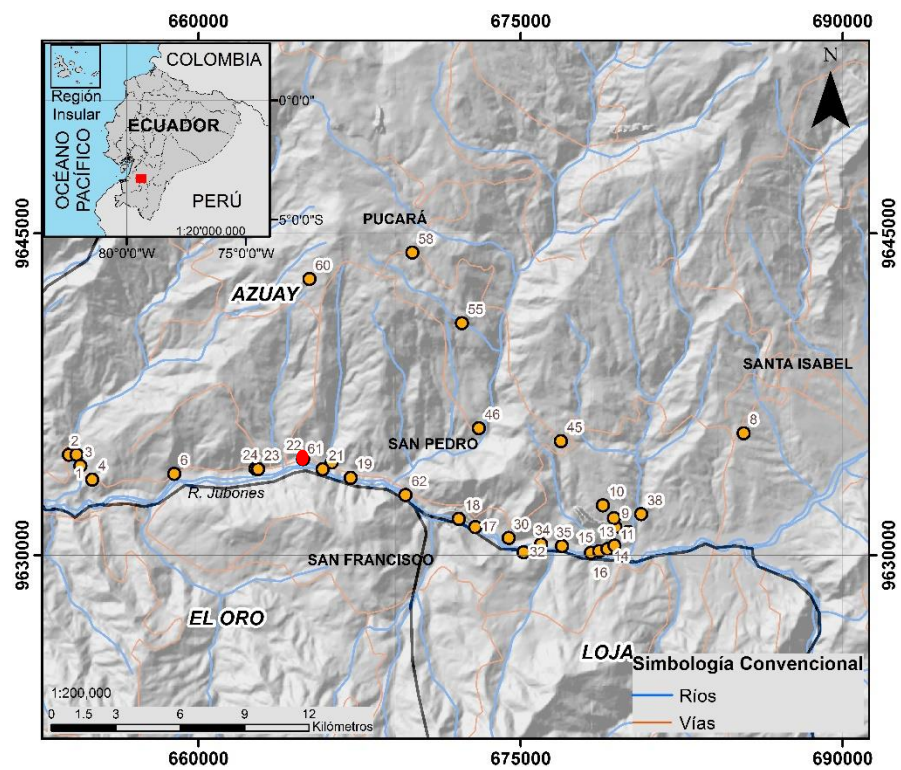 660000
675000
690000
COLOMBIA
Región
Insular
0°0'0"
ECUADOR
OCÉANO
PACÍFICO
PERÚ
5°0'0"S
1:20'000.000
80°0'0"W
75°0'0"W
N
PUCARÁ
58
9645000
9645000
60
AZUAY
55
SANTA ISABEL
8
46
45
SAN PEDRO
2
3
1
4
6
24
23
22
61
21
19
62
R. Jubones
10
9
38
18
17
30
34
35
15
13
11
32
14
16
9630000
9630000
SAN FRANCISCO
EL ORO
LOJA
Simbología Convencional
Ríos
Vías
1:200,000
0
1.5
3
6
9
12
Kilómetros
660000
675000
690000